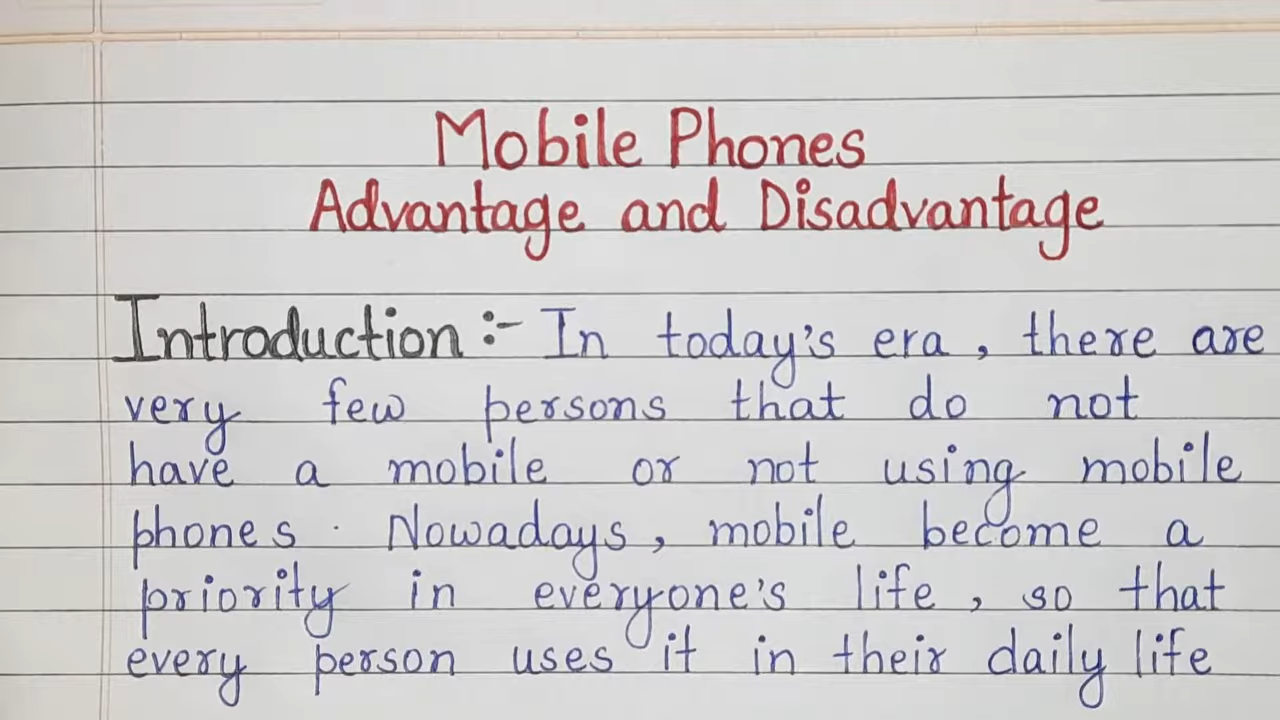 Mobile Phones
Advantage and Disadvantage
Introduction :- In today's era, there are
very few persons that do not
have a mobile or not using mobile
phones. Nowadays, mobile become a
priority in everyone's life, so that
every person uses it in their daily life